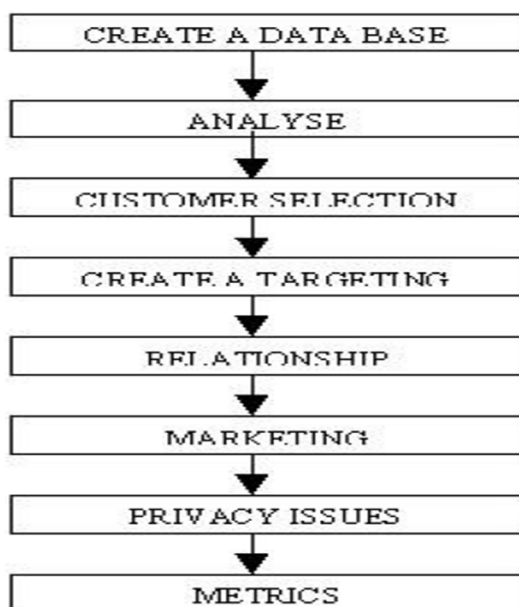 CREATE A DATA BASE
ANALYSE
CUSTOMER SELECTION
CREATE A TARGETING
RELATIONSHIP
MARKETING
PRIVACY ISSUES
METRICS